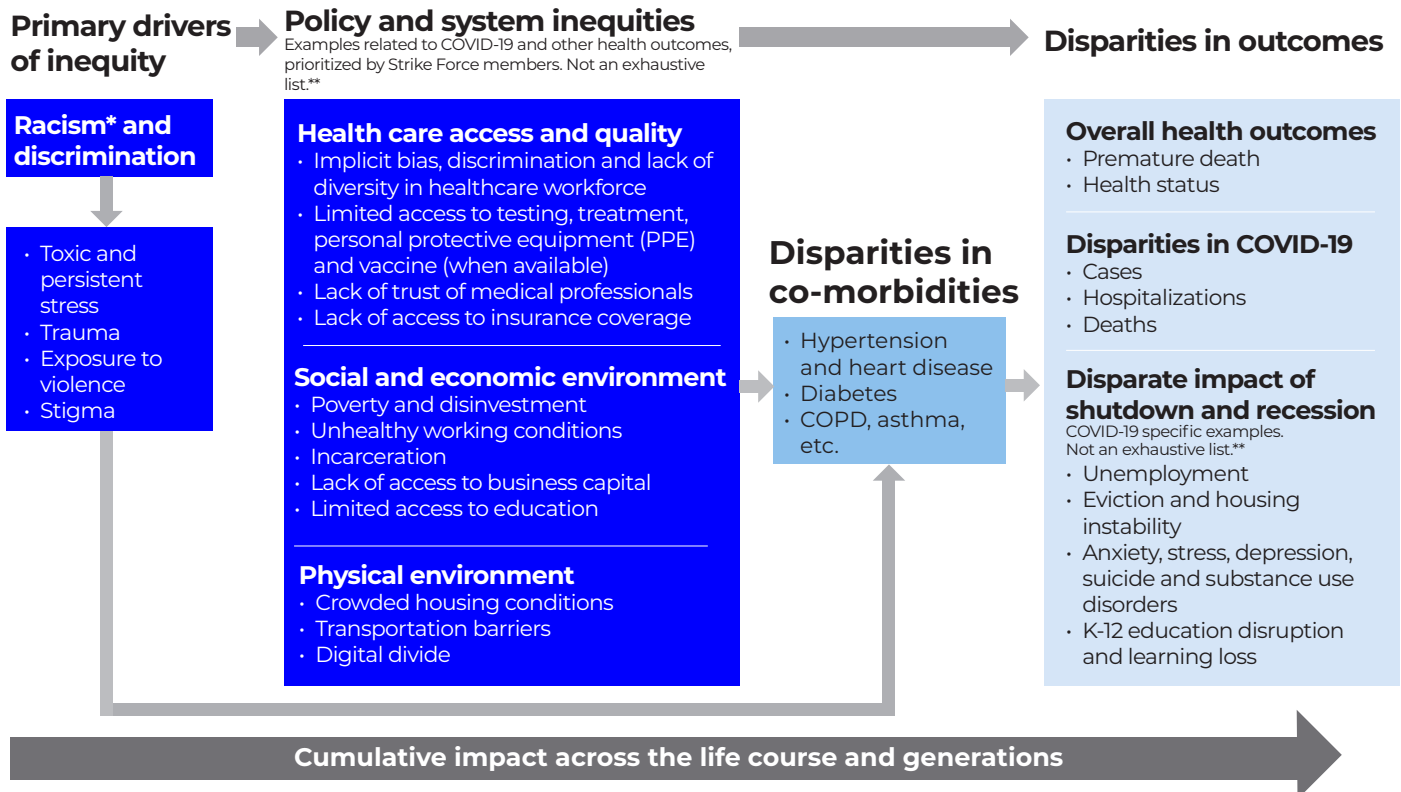 Primary drivers
of inequity
Policy and system inequities
Examples related to COVID-19 and other health outcomes,
prioritized by Strike Force members. Not an exhaustive
list.**
Disparities in outcomes
Racism* and
discrimination
• Toxic and
persistent
stress
• Trauma
• Exposure to
violence
• Stigma
Health care access and quality
• Implicit bias, discrimination and lack of
diversity in healthcare workforce
• Limited access to testing, treatment,
personal protective equipment (PPE)
and vaccine (when available)
• Lack of trust of medical professionals
• Lack of access to insurance coverage
Social and economic environment
• Poverty and disinvestment
• Unhealthy working conditions
• Incarceration
• Lack of access to business capital
• Limited access to education
Physical environment
• Crowded housing conditions
• Transportation barriers
• Digital divide
Disparities in
co-morbidities
• Hypertension
and heart disease
• Diabetes
• COPD, asthma,
etc.
Overall health outcomes
• Premature death
• Health status
Disparities in COVID-19
• Cases
• Hospitalizations
• Deaths
Disparate impact of
shutdown and recession
COVID-19 specific examples.
Not an exhaustive list.**
• Unemployment
• Eviction and housing
instability
• Anxiety, stress, depression,
suicide and substance use
disorders
• K-12 education disruption
and learning loss
Cumulative impact across the life course and generations